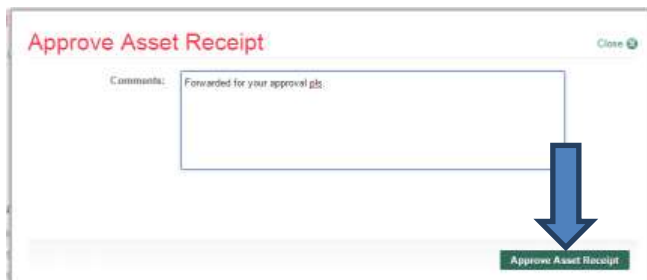 Approve Asset Receipt
Close
Comments:
Forwarded for your approval pls
Approve Asset Receipt